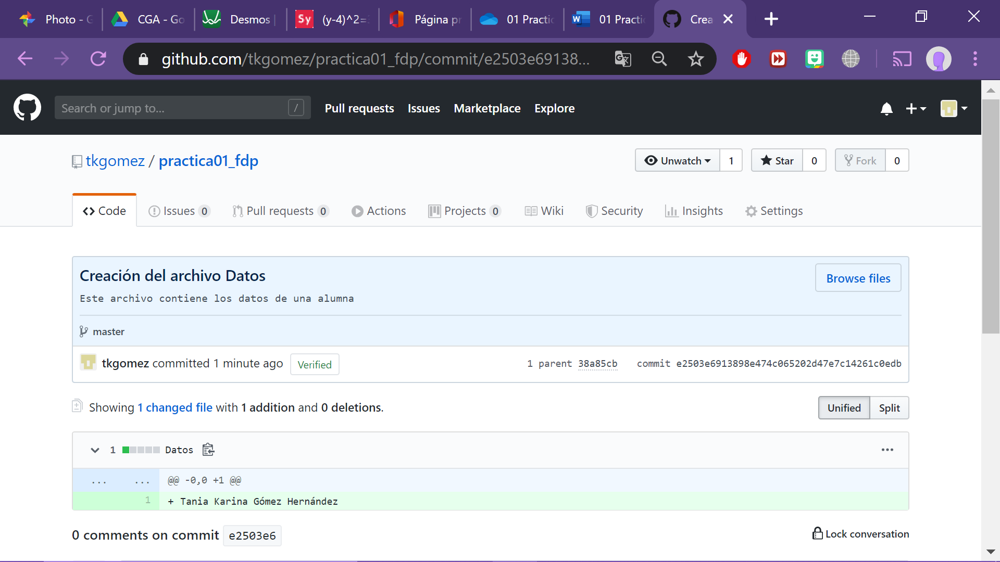 Photo - G
CGA - Go
Desmos |
Sy (y-4)^2=
Página pr
01 Practic
W 01 Practi
Crea
github.com/tkgomez/practica01_fdp/commit/e2503e69138...
Search or jump to... /
Pull requests Issues Marketplace Explore
tkgomez / practica01_fdp
Unwatch 1 Star 0 Fork 0
Code Issues 0 Pull requests 0 Actions Projects 0 Wiki Security Insights Settings
Creación del archivo Datos
Browse files
Este archivo contiene los datos de una alumna
master
tkgomez committed 1 minute ago Verified 1 parent 38a85cb commit e2503e6913898e474c065202d47e7c14261c0edb
Showing 1 changed file with 1 addition and 0 deletions.
Unified Split
1 Datos ...
... ... @@ -0,0 +1 @@
1 + Tania Karina Gómez Hernández
0 comments on commit e2503e6
Lock conversation